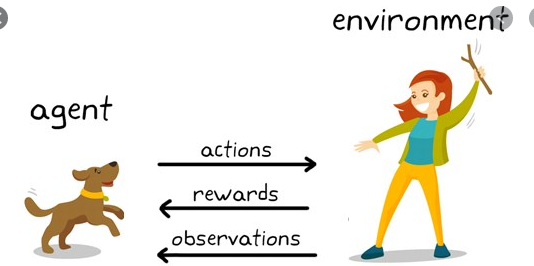 environment
agent
actions
rewards
observations